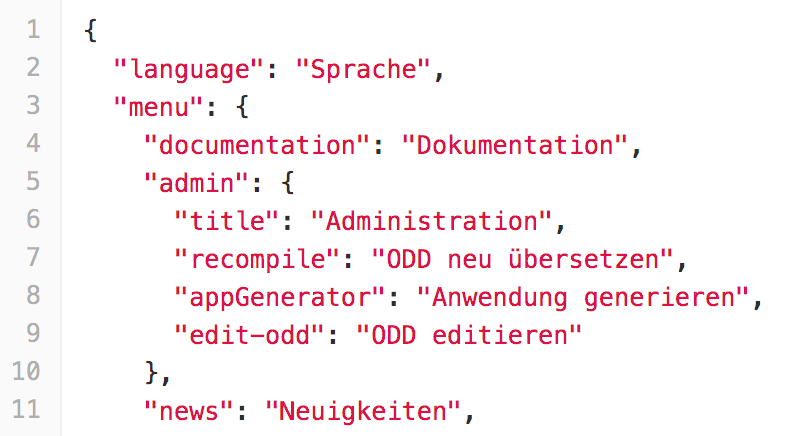 1 {
2 "language": "Sprache",
3 "menu": {
4 "documentation": "Dokumentation",
5 "admin": {
6 "title": "Administration",
7 "recompile": "ODD neu übersetzen",
8 "appGenerator": "Anwendung generieren",
9 "edit-odd": "ODD editieren"
10 },
11 "news": "Neuigkeiten",